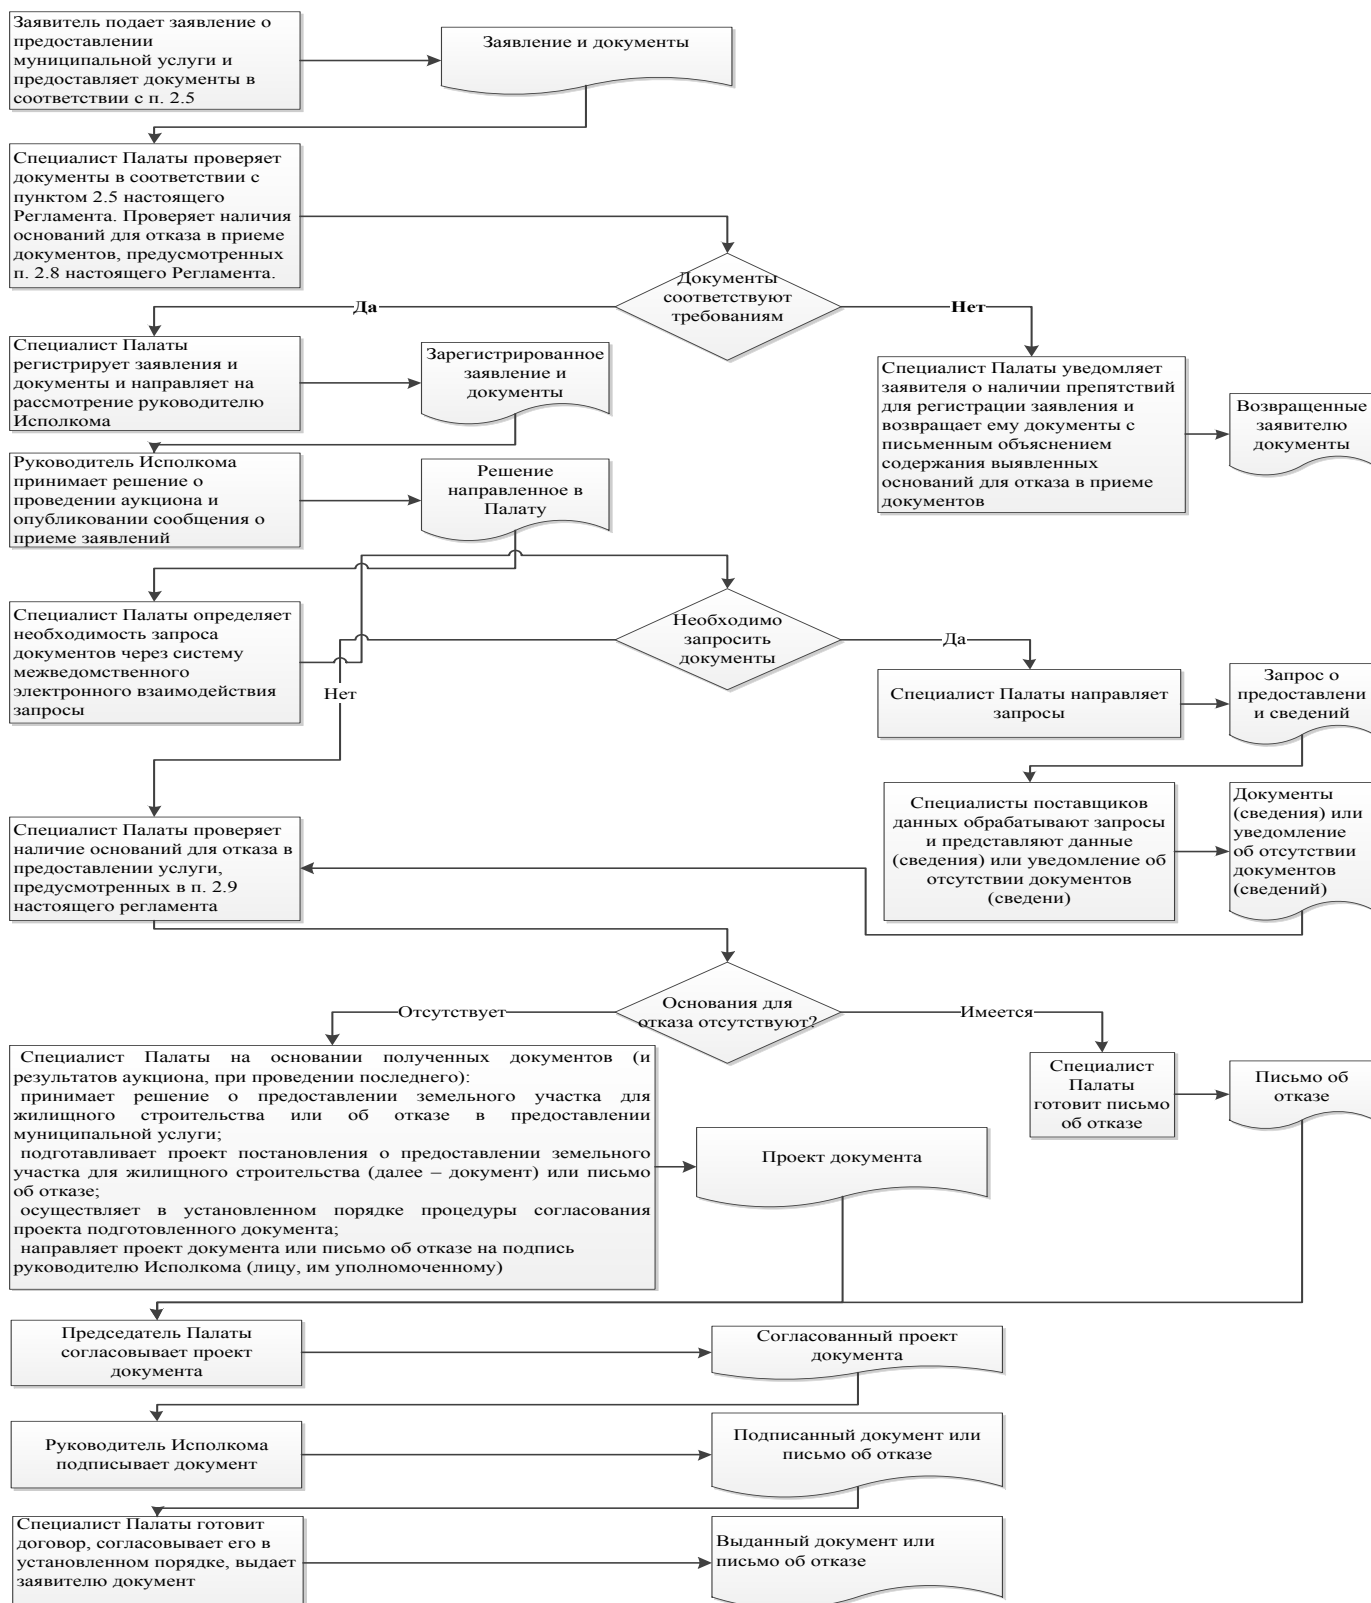 Заявитель подает заявление о
предоставлении
муниципальной услуги и
предоставляет документы в
соответствии с п. 2.5
Заявление и документы
Специалист Палаты проверяет
документы в соответствии с
пунктом 2.5 настоящего
Регламента. Проверяет наличия
оснований для отказа в приеме
документов, предусмотренных
п. 2.8 настоящего Регламента.
Документы
соответствуют
требованиям
Да
Нет
Специалист Палаты
регистрирует заявления и
документы и направляет на
рассмотрение руководителю
Исполкома
Зарегистрированное
заявление и
документы
Специалист Палаты уведомляет
заявителя о наличии препятствий
для регистрации заявления и
возвращает ему документы с
письменным объяснением
содержания выявленных
оснований для отказа в приеме
документов
Возвращенные
заявителю
документы
Руководитель Исполкома
принимает решение о
проведении аукциона и
опубликовании сообщения о
приеме заявлений
Решение
направленное в
Палату
Специалист Палаты определяет
необходимость запроса
документов через систему
межведомственного
электронного взаимодействия
запросы
Необходимо
запросить
документы
Да
Нет
Специалист Палаты направляет
запросы
Запрос о
предоставлени
и сведений
Специалисты поставщиков
данных обрабатывают запросы
и представляют данные
(сведения) или уведомление об
отсутствии документов
(сведени)
Документы
(сведения) или
уведомление
об отсутствии
документов
(сведений)
Специалист Палаты проверяет
наличие оснований для отказа в
предоставлении услуги,
предусмотренных в п. 2.9
настоящего регламента
Основания для
отказа отсутствуют?
Отсутствует
Имеется
Специалист Палаты на основании полученных документов (и
результатов аукциона, при проведении последнего):
принимает решение о предоставлении земельного участка для
жилищного строительства или об отказе в предоставлении
муниципальной услуги;
подготавливает проект постановления о предоставлении земельного
участка для жилищного строительства (далее – документ) или письмо
об отказе;
осуществляет в установленном порядке процедуры согласования
проекта подготовленного документа;
направляет проект документа или письмо об отказе на подпись
руководителю Исполкома (лицу, им уполномоченному)
Проект документа
Специалист
Палаты
готовит письмо
об отказе
Письмо об
отказе
Председатель Палаты
согласовывает проект
документа
Согласованный проект
документа
Руководитель Исполкома
подписывает документ
Подписанный документ или
письмо об отказе
Специалист Палаты готовит
договор, согласовывает его в
установленном порядке, выдает
заявителю документ
Выданный документ или
письмо об отказе